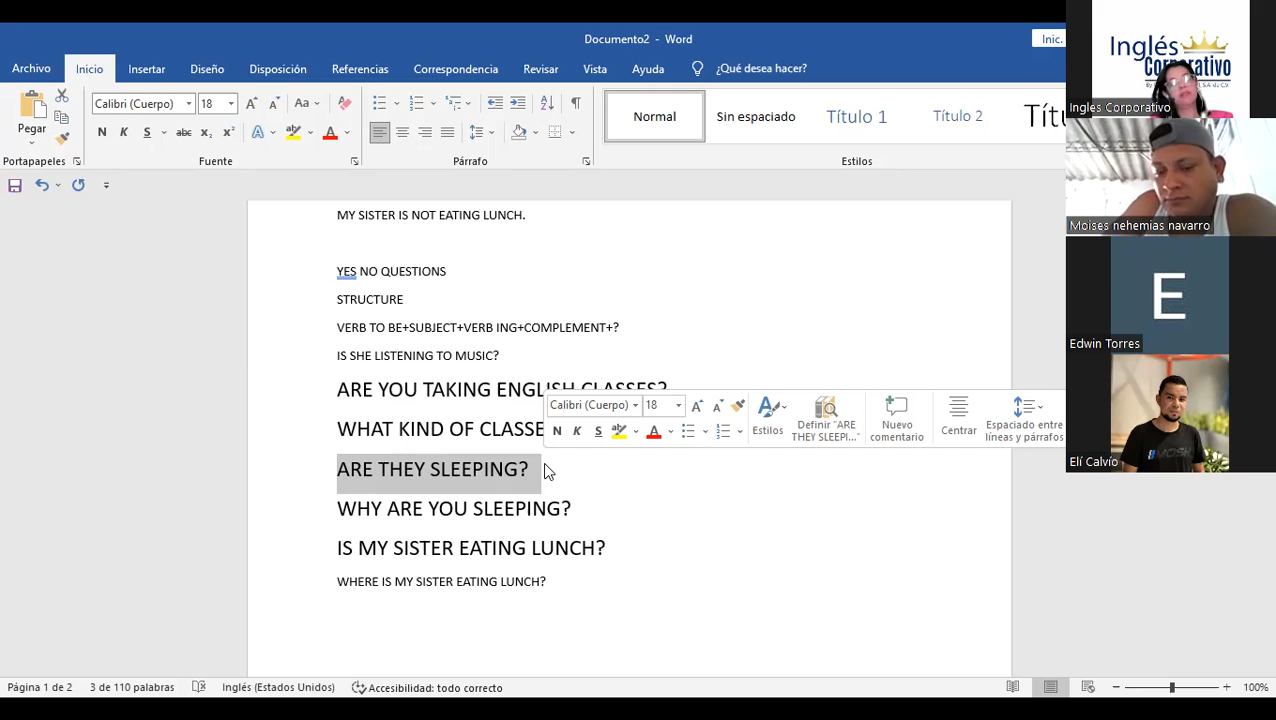 Documento2 - Word
Inic.
Archivo Inicio Insertar Diseño Disposición Referencias Correspondencia Revisar Vista Ayuda ¿Qué desea hacer?
Pegar
Calibri (Cuerpo) 18
Normal
Sin espaciado
Título 1
Título 2
Portapapeles Fuente Párrafo Estilos
MY SISTER IS NOT EATING LUNCH.
YES NO QUESTIONS
STRUCTURE
VERB TO BE+SUBJECT+VERB ING+COMPLEMENT+?
IS SHE LISTENING TO MUSIC?
ARE YOU TAKING ENGLISH CLASSES?
WHAT KIND OF CLASSE
ARE THEY SLEEPING?
WHY ARE YOU SLEEPING?
IS MY SISTER EATING LUNCH?
WHERE IS MY SISTER EATING LUNCH?
Calibri (Cuerpo) 18
N K S
Estilos
Definir "ARE
THEY SLEEPI..."
Nuevo
comentario
Centrar
Espaciado entre
líneas y párrafos
Página 1 de 2 3 de 110 palabras Inglés (Estados Unidos) Accesibilidad: todo correcto 100%
Inglés
Corporativo
Ingles Corporativo
Moises nehemias navarro
E
Edwin Torres
Elí Calvío